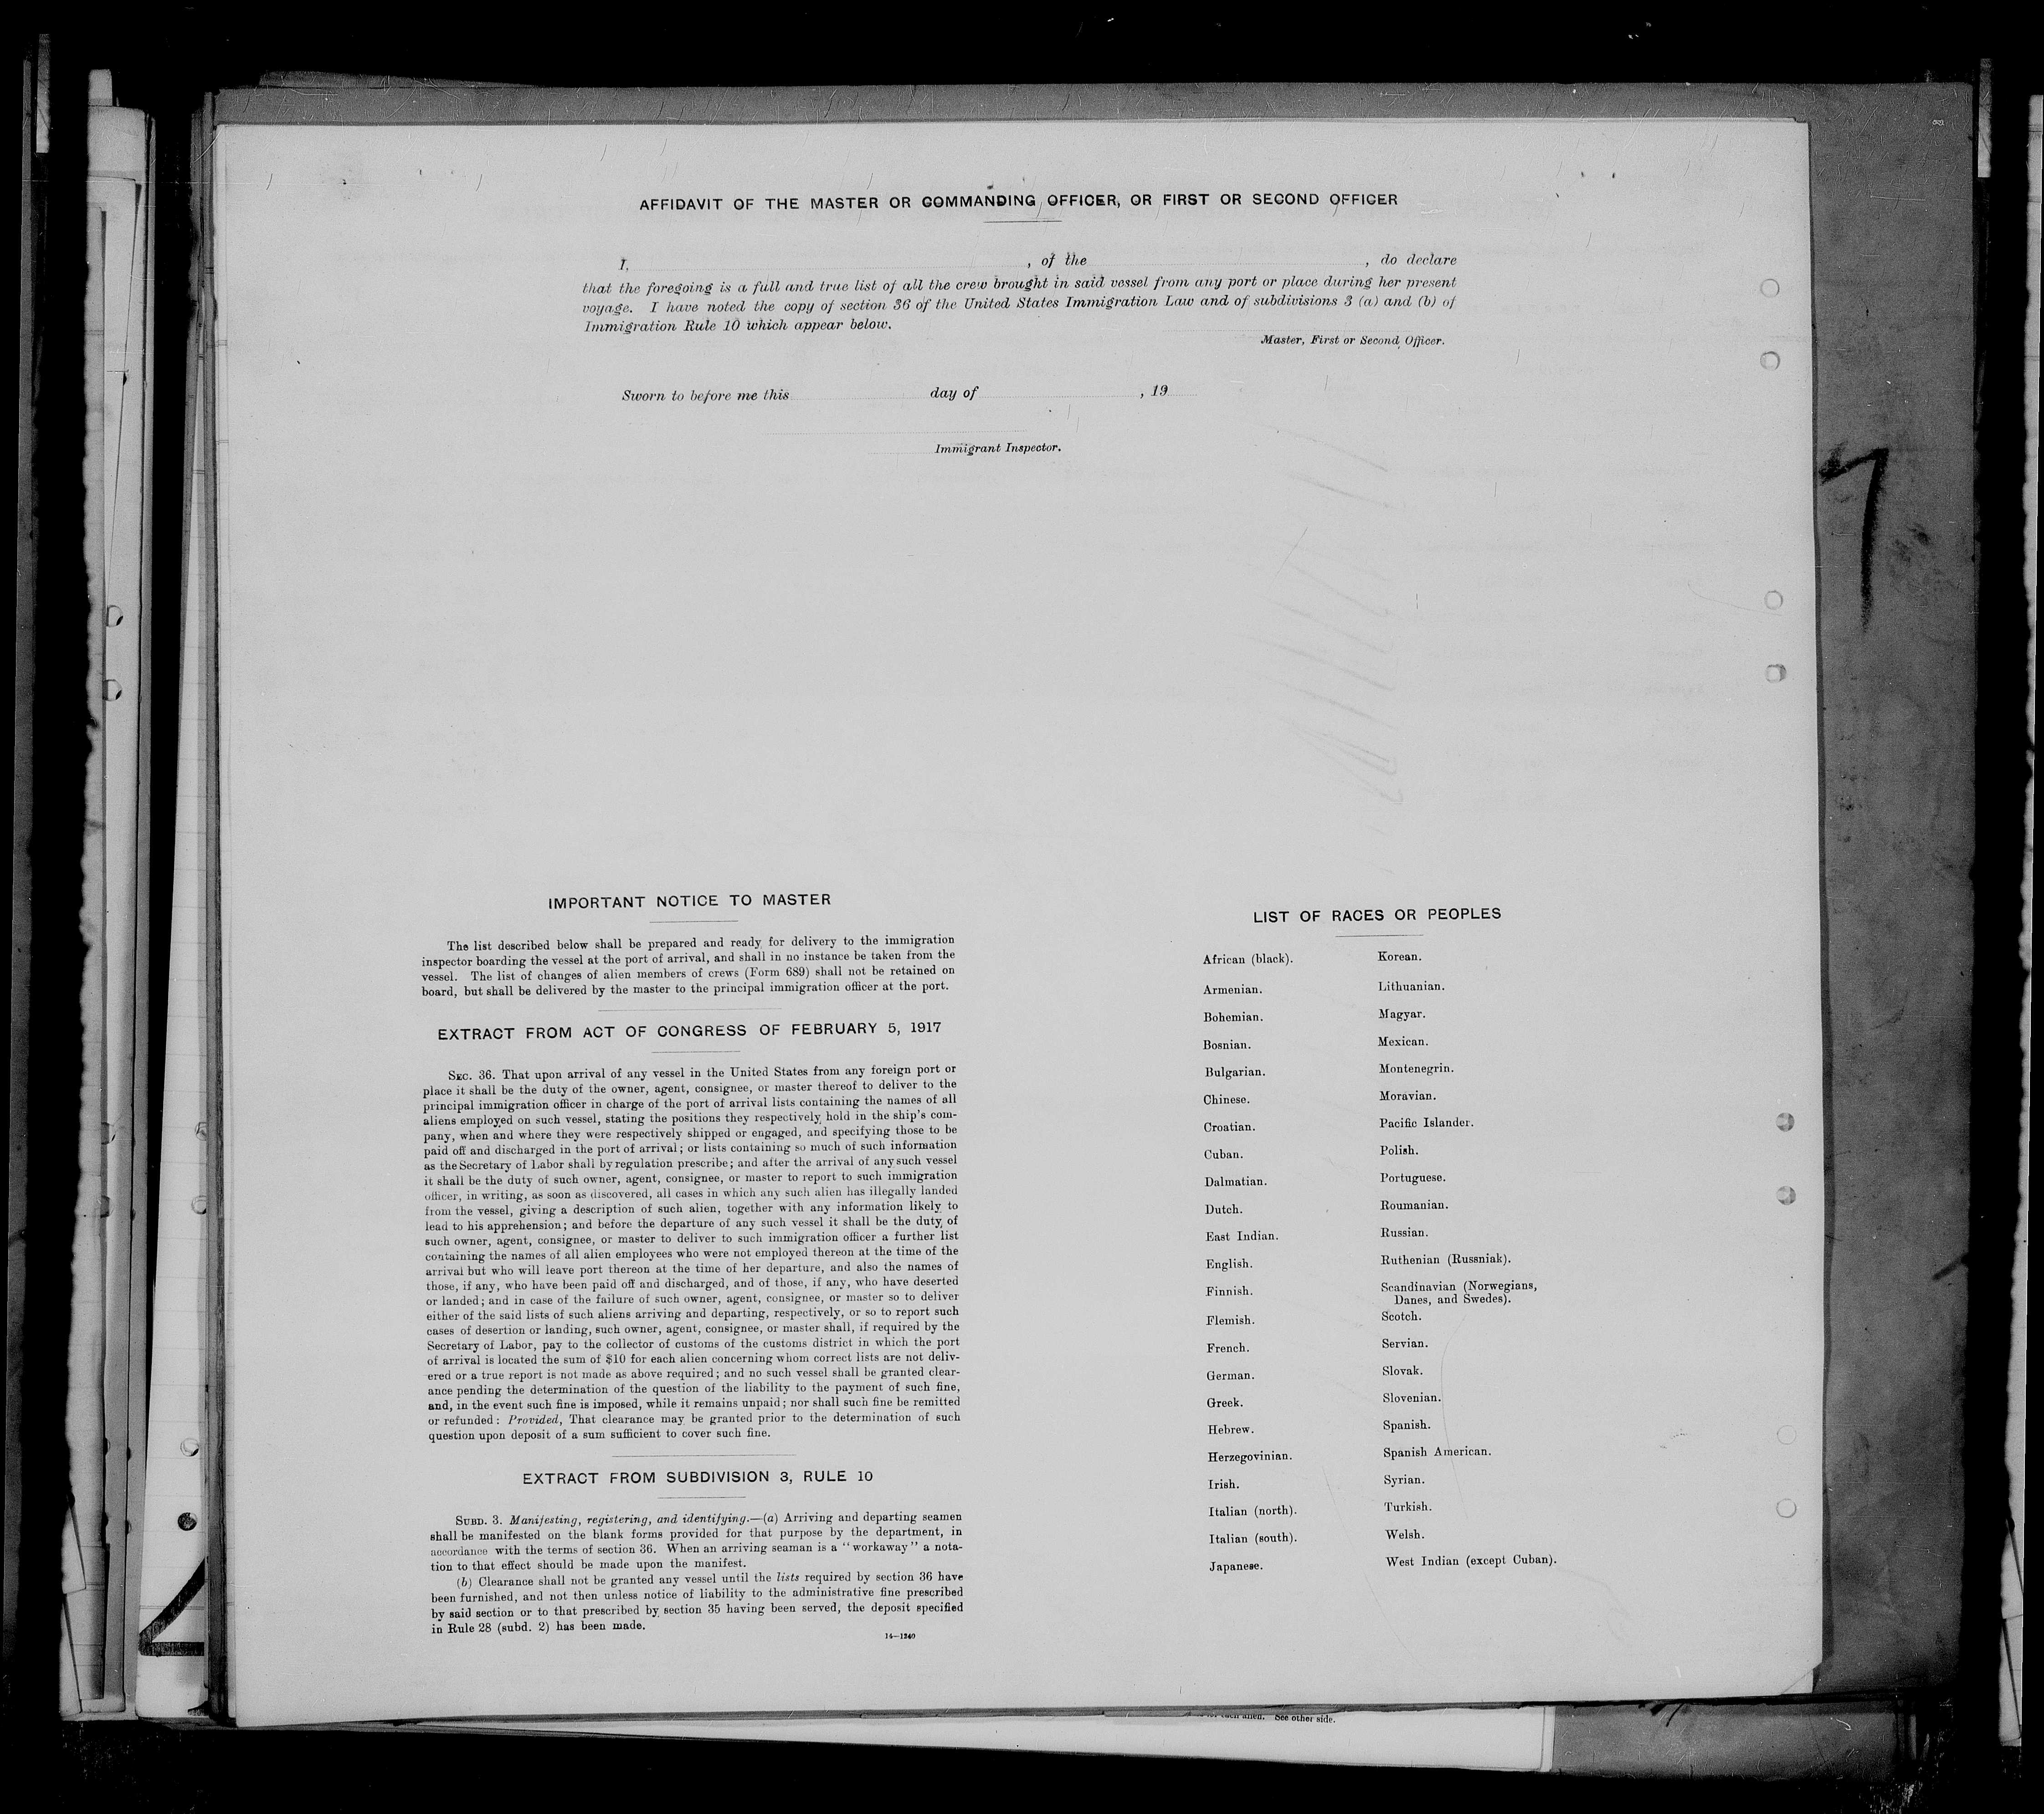 AFFIDAVIT OF THE MASTER OR COMMANDING OFFICER, OR FIRST OR SECOND OFFICER
I, , of the , do declare
that the foregoing is a full and true list of all the crew brought in said vessel from any port or place during her present
voyage. I have noted the copy of section 36 of the United States Immigration Law and of subdivisions 3 (a) and (b) of
Immigration Rule 10 which appear below.
Master, First or Second Officer.
Sworn to before me this day of , 19
Immigrant Inspector.
7
IMPORTANT NOTICE TO MASTER
The list described below shall be prepared and ready for delivery to the immigration
inspector boarding the vessel at the port of arrival, and shall in no instance be taken from the
vessel. The list of changes of alien members of crews (Form 689) shall not be retained on
board, but shall be delivered by the master to the principal immigration officer at the port.
EXTRACT FROM ACT OF CONGRESS OF FEBRUARY 5, 1917
SEC. 36. That upon arrival of any vessel in the United States from any foreign port or
place it shall be the duty of the owner, agent, consignee, or master thereof to deliver to the
principal immigration officer in charge of the port of arrival lists containing the names of all
aliens employed on such vessel, stating the positions they respectively hold in the ship's com-
pany, when and where they were respectively shipped or engaged, and specifying those to be
paid off and discharged in the port of arrival; or lists containing so much of such information
as the Secretary of Labor shall by regulation prescribe; and after the arrival of any such vessel
it shall be the duty of such owner, agent, consignee, or master to report to such immigration
officer, in writing, as soon as discovered, all cases in which any such alien has illegally landed
from the vessel, giving a description of such alien, together with any information likely to
lead to his apprehension; and before the departure of any such vessel it shall be the duty of
such owner, agent, consignee, or master to deliver to such immigration officer a further list
containing the names of all alien employees who were not employed thereon at the time of the
arrival but who will leave port thereon at the time of her departure, and also the names of
those, if any, who have been paid off and discharged, and of those, if any, who have deserted
or landed; and in case of the failure of such owner, agent, consignee, or master so to deliver
either of the said lists of such aliens arriving and departing, respectively, or so to report such
cases of desertion or landing, such owner, agent, consignee, or master shall, if required by the
Secretary of Labor, pay to the collector of customs of the customs district in which the port
of arrival is located the sum of $10 for each alien concerning whom correct lists are not deliv-
ered or a true report is not made as above required; and no such vessel shall be granted clear-
ance pending the determination of the question of the liability to the payment of such fine,
and, in the event such fine is imposed, while it remains unpaid; nor shall such fine be remitted
or refunded: Provided, That clearance may be granted prior to the determination of such
question upon deposit of a sum sufficient to cover such fine.
EXTRACT FROM SUBDIVISION 3, RULE 10
SUBD. 3. Manifesting, registering, and identifying.—(a) Arriving and departing seamen
shall be manifested on the blank forms provided for that purpose by the department, in
accordance with the terms of section 36. When an arriving seaman is a "workaway" a nota-
tion to that effect should be made upon the manifest.
(b) Clearance shall not be granted any vessel until the lists required by section 36 have
been furnished, and not then unless notice of liability to the administrative fine prescribed
by said section or to that prescribed by section 35 having been served, the deposit specified
in Rule 28 (subd. 2) has been made.
14—1240
LIST OF RACES OR PEOPLES
African (black).
Armenian.
Bohemian.
Bosnian.
Bulgarian.
Chinese.
Croatian.
Cuban.
Dalmatian.
Dutch.
East Indian.
English.
Finnish.
Flemish.
French.
German.
Greek.
Hebrew.
Herzegovinian.
Irish.
Italian (north).
Italian (south).
Japanese.
Korean.
Lithuanian.
Magyar.
Mexican.
Montenegrin.
Moravian.
Pacific Islander.
Polish.
Portuguese.
Roumanian.
Russian.
Ruthenian (Russniak).
Scandinavian (Norwegians,
Danes, and Swedes).
Scotch.
Servian.
Slovak.
Slovenian.
Spanish.
Spanish American.
Syrian.
Turkish.
Welsh.
West Indian (except Cuban).
alien. See other side.